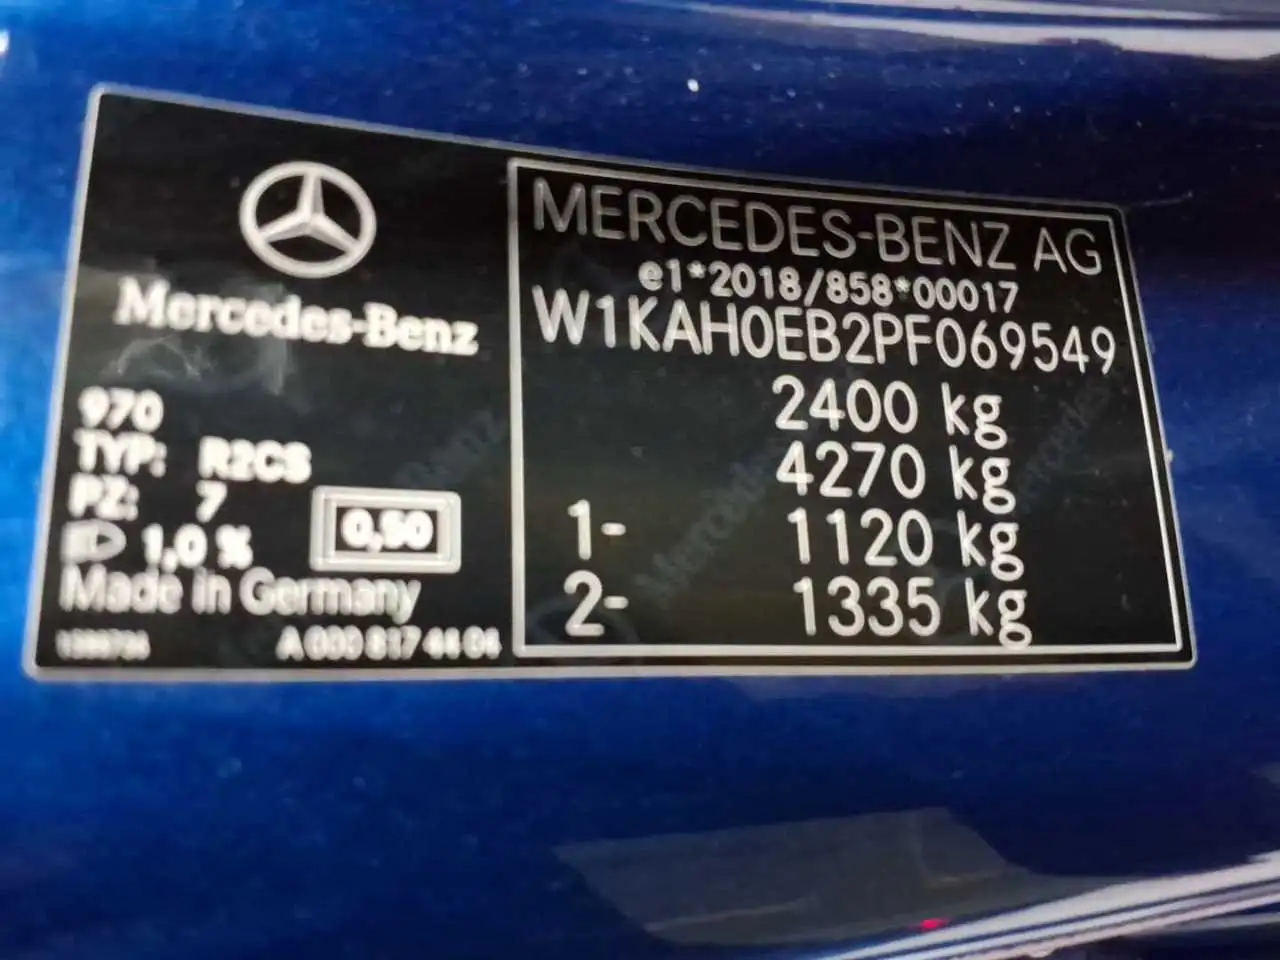 Mercedes-Benz
970
TYP: R2CS
PZ: 7
1,0 %
0,50
Made in Germany
A 000 817 44 04
MERCEDES-BENZ AG
e1*2018/858*00017
W1KAH0EB2PF069549
2400 kg
4270 kg
1- 1120 kg
2- 1335 kg